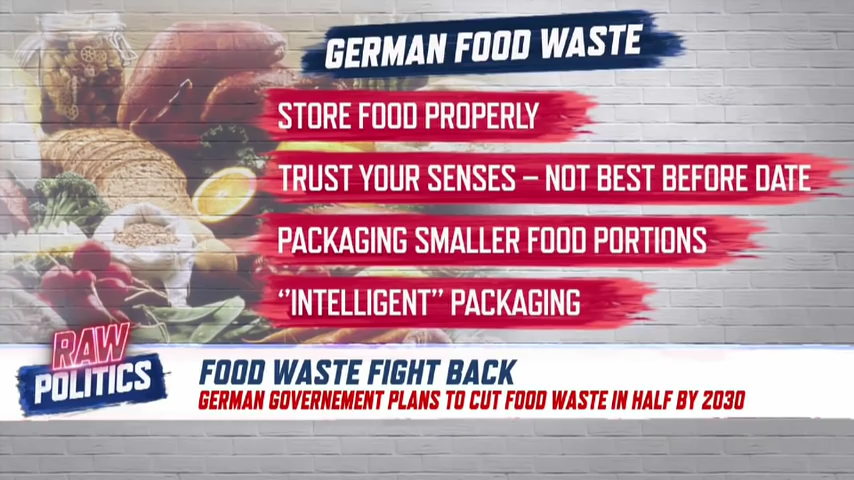 GERMAN FOOD WASTE
STORE FOOD PROPERLY
TRUST YOUR SENSES – NOT BEST BEFORE DATE
PACKAGING SMALLER FOOD PORTIONS
"INTELLIGENT" PACKAGING
RAW
POLITICS
FOOD WASTE FIGHT BACK
GERMAN GOVERNEMENT PLANS TO CUT FOOD WASTE IN HALF BY 2030